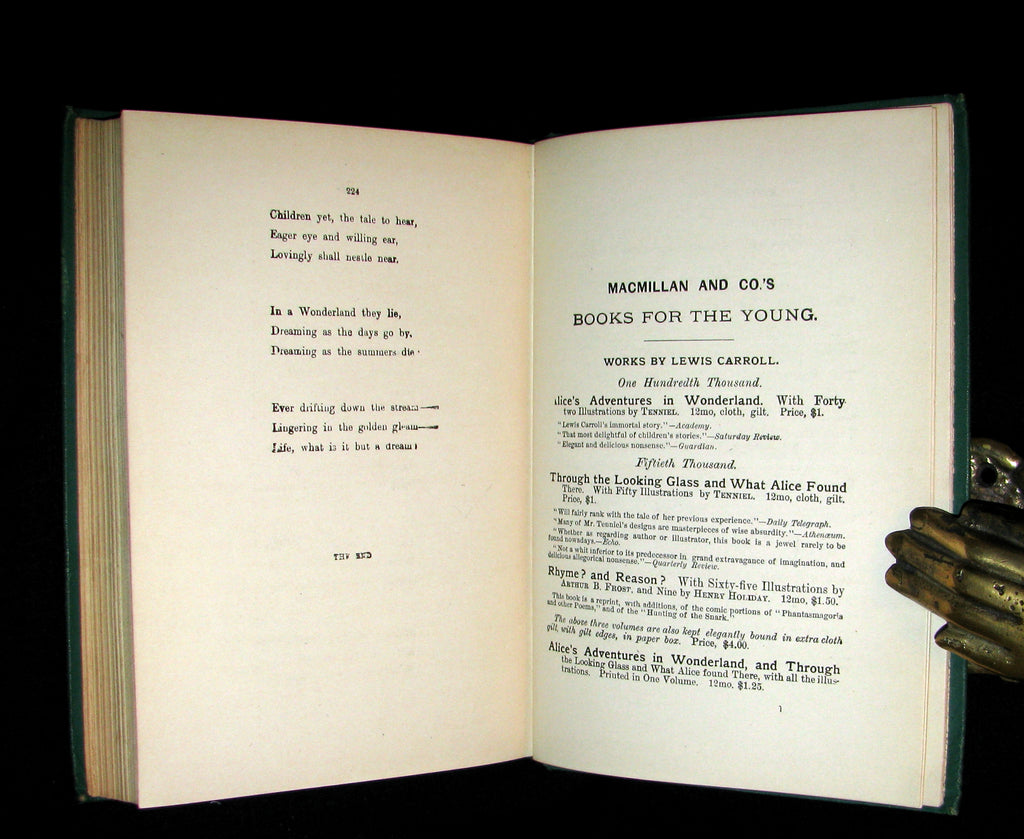 224
Children yet, the tale to hear,
Eager eye and willing ear,
Lovingly shall nestle near.
In a Wonderland they lie,
Dreaming as the days go by,
Dreaming as the summers die
Ever drifting down the stream—
Lingering in the golden gleam—
Life, what is it but a dream
THE END
MACMILLAN AND CO.'S
BOOKS FOR THE YOUNG.
WORKS BY LEWIS CARROLL.
One Hundredth Thousand.
Alice's Adventures in Wonderland. With Forty-
two Illustrations by TENNIEL. 12mo, cloth, gilt. Price, $1.
"Lewis Carroll's immortal story."—Academy.
"That most delightful of children's stories."—Saturday Review.
"Elegant and delicious nonsense."—Guardian.
Fiftieth Thousand.
Through the Looking Glass and What Alice Found
There. With Fifty Illustrations by TENNIEL. 12mo, cloth, gilt.
Price, $1.
"Will fairly rank with the tale of her previous experience."—Daily Telegraph.
"Many of Mr. Tenniel's designs are masterpieces of wise absurdity."—Athenæum.
"Whether as regarding author or illustrator, this book is a jewel rarely to be
found nowadays.—Echo.
"Not a whit inferior to its predecessor in grand extravagance of imagination, and
delicious allegorical nonsense."—Quarterly Review.
Rhyme? and Reason? With Sixty-five Illustrations by
ARTHUR B. FROST, and Nine by HENRY HOLIDAY. 12mo, $1.50.
This book is a reprint, with additions, of the comic portions of "Phantasmagoria
and other Poems," and of the "Hunting of the Snark."
The above three volumes are also kept elegantly bound in extra cloth
gilt, with gilt edges, in paper box. Price, $4.00.
Alice's Adventures in Wonderland, and Through
the Looking Glass and What Alice found There, with all the illus-
trations. Printed in One Volume. 12mo, $1.25.
1